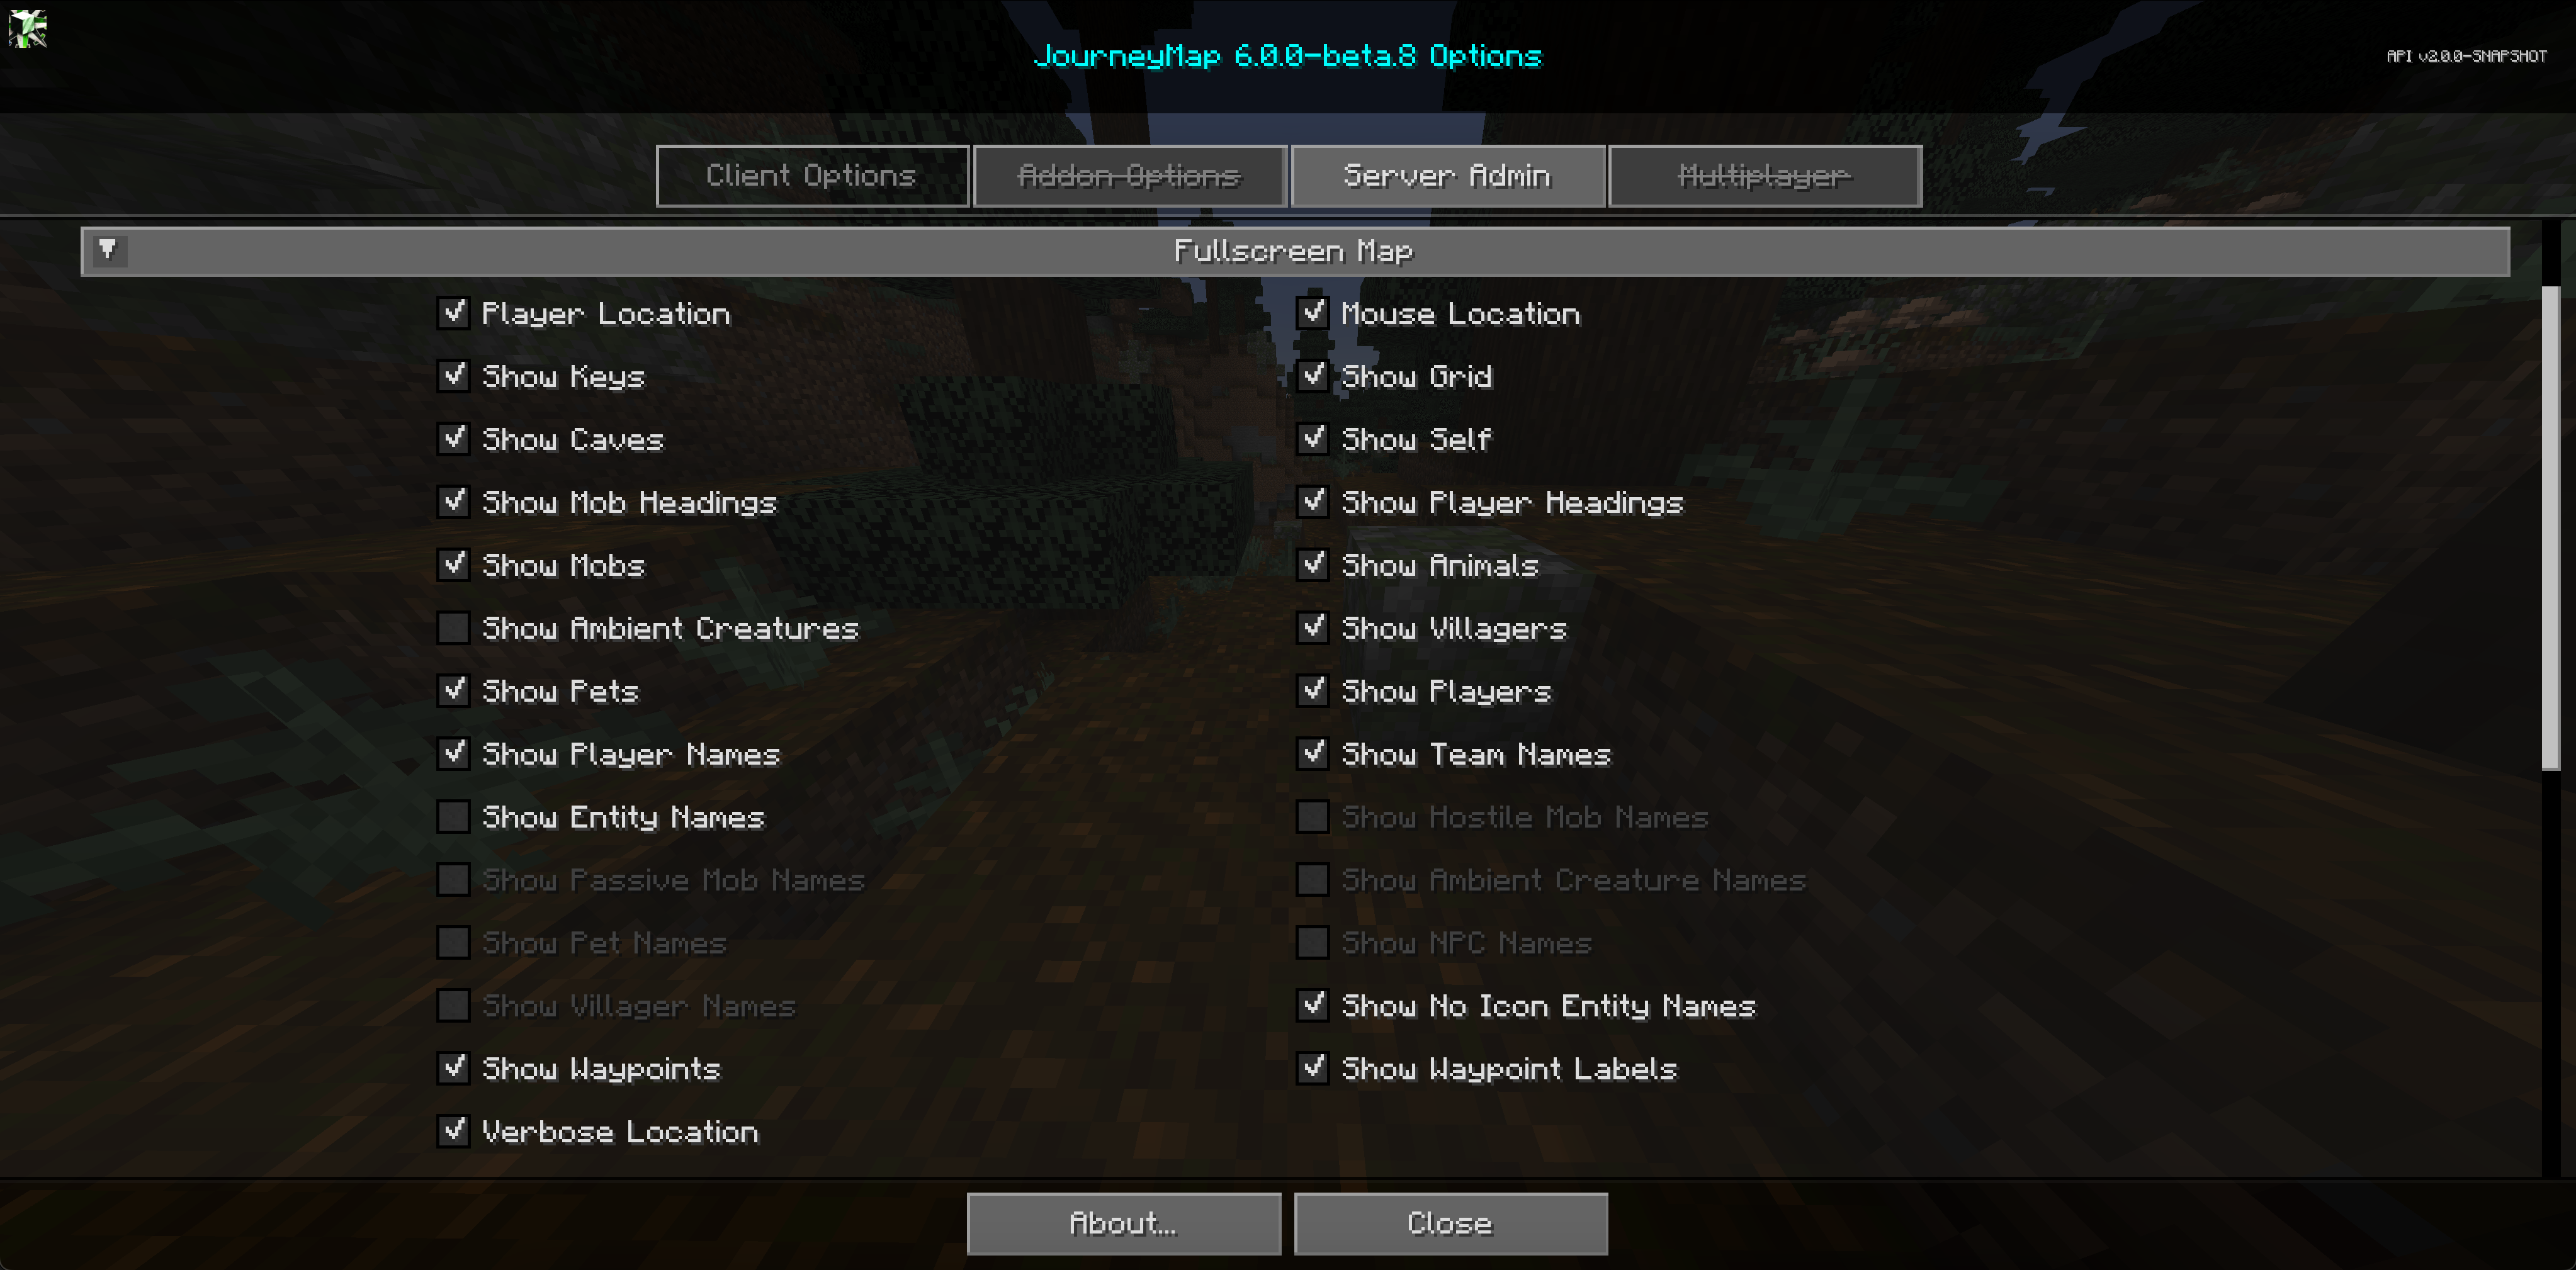 JourneyMap 6.0.0-beta.8 Options
API v2.0.0-SNAPSHOT
Client Options Addon Options Server Admin Multiplayer
Fullscreen Map
Player Location Mouse Location
Show Keys Show Grid
Show Caves Show Self
Show Mob Headings Show Player Headings
Show Mobs Show Animals
Show Ambient Creatures Show Villagers
Show Pets Show Players
Show Player Names Show Team Names
Show Entity Names Show Hostile Mob Names
Show Passive Mob Names Show Ambient Creature Names
Show Pet Names Show NPC Names
Show Villager Names Show No Icon Entity Names
Show Waypoints Show Waypoint Labels
Verbose Location
About... Close